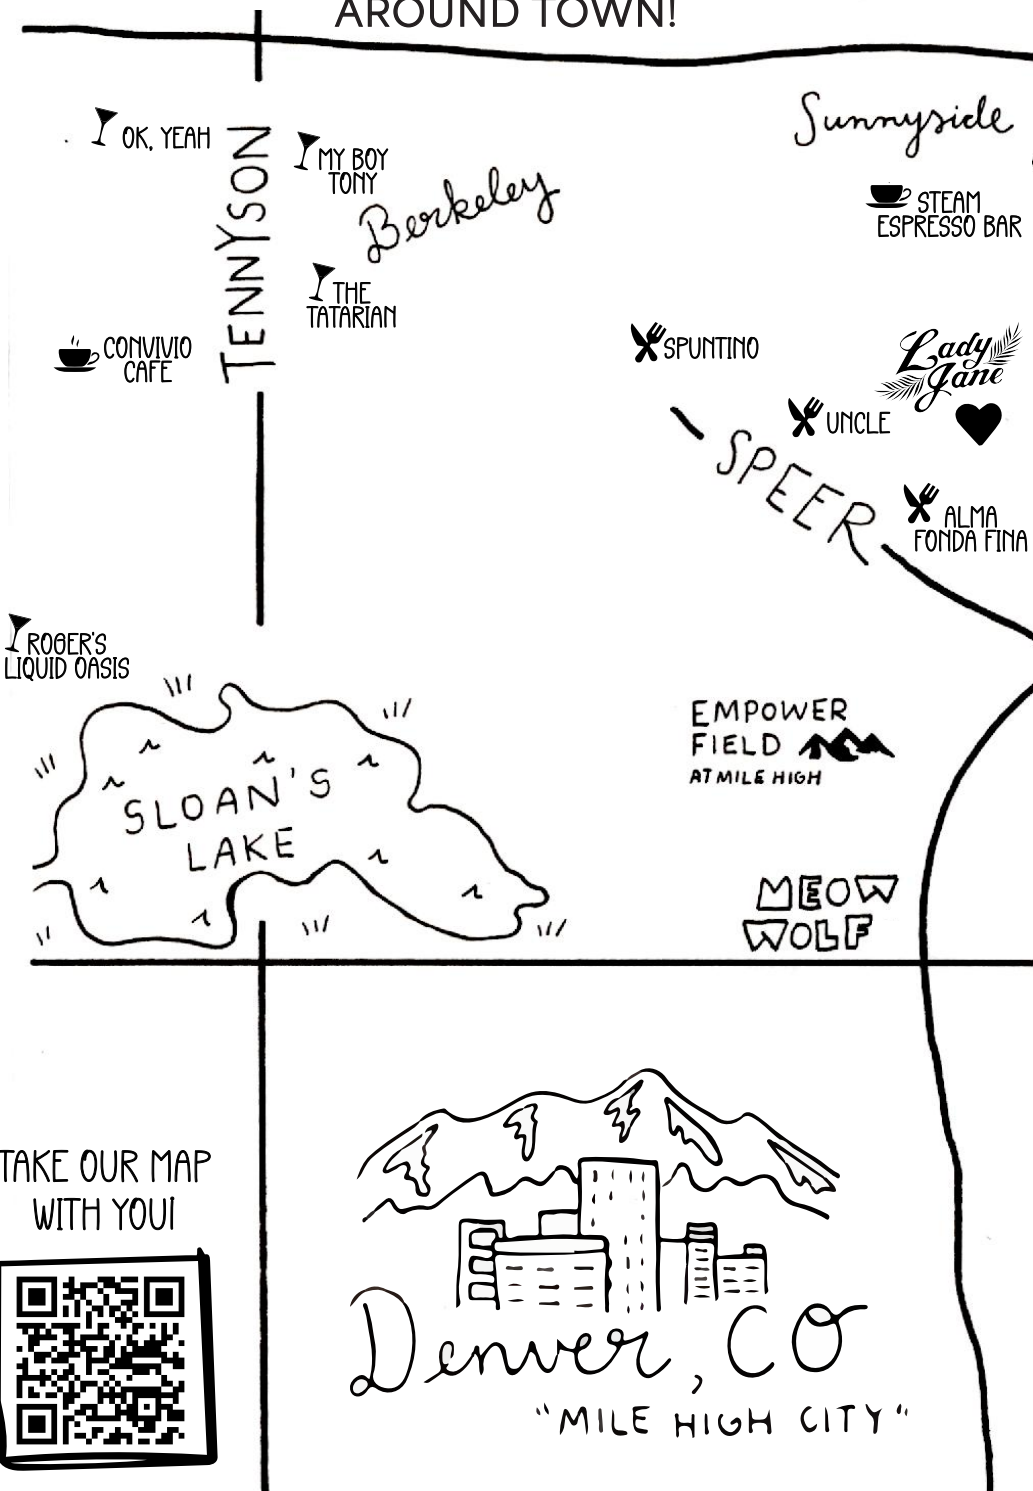 AROUND TOWN!
OK, YEAH
TENNYSON
MY BOY
TONY
Berkeley
Sunnyside
STEAM
ESPRESSO BAR
THE
TATARIAN
CONVIVIO
CAFE
SPUNTINO
Lady
Jane
UNCLE
SPEER
ALMA
FONDA FINA
ROGER'S
LIQUID OASIS
EMPOWER
FIELD
AT MILE HIGH
SLOAN'S
LAKE
MEOW
WOLF
TAKE OUR MAP
WITH YOU!
Denver, CO
"MILE HIGH CITY"